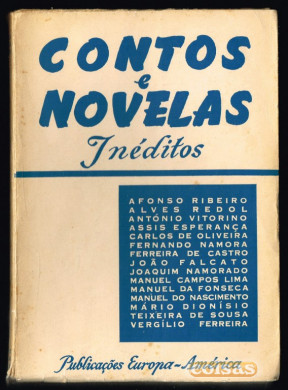 CONTOS
e
NOVELAS
Inéditos
AFONSO RIBEIRO
ALVES REDOL
ANTÓNIO VITORINO
ASSIS ESPERANÇA
CARLOS DE OLIVEIRA
FERNANDO NAMORA
FERREIRA DE CASTRO
JOÃO FALCATO
JOAQUIM NAMORADO
MANUEL CAMPOS LIMA
MANUEL DA FONSECA
MANUEL DO NASCIMENTO
MÁRIO DIONÍSIO
TEIXEIRA DE SOUSA
VERGÍLIO FERREIRA
Publicações Europa-América